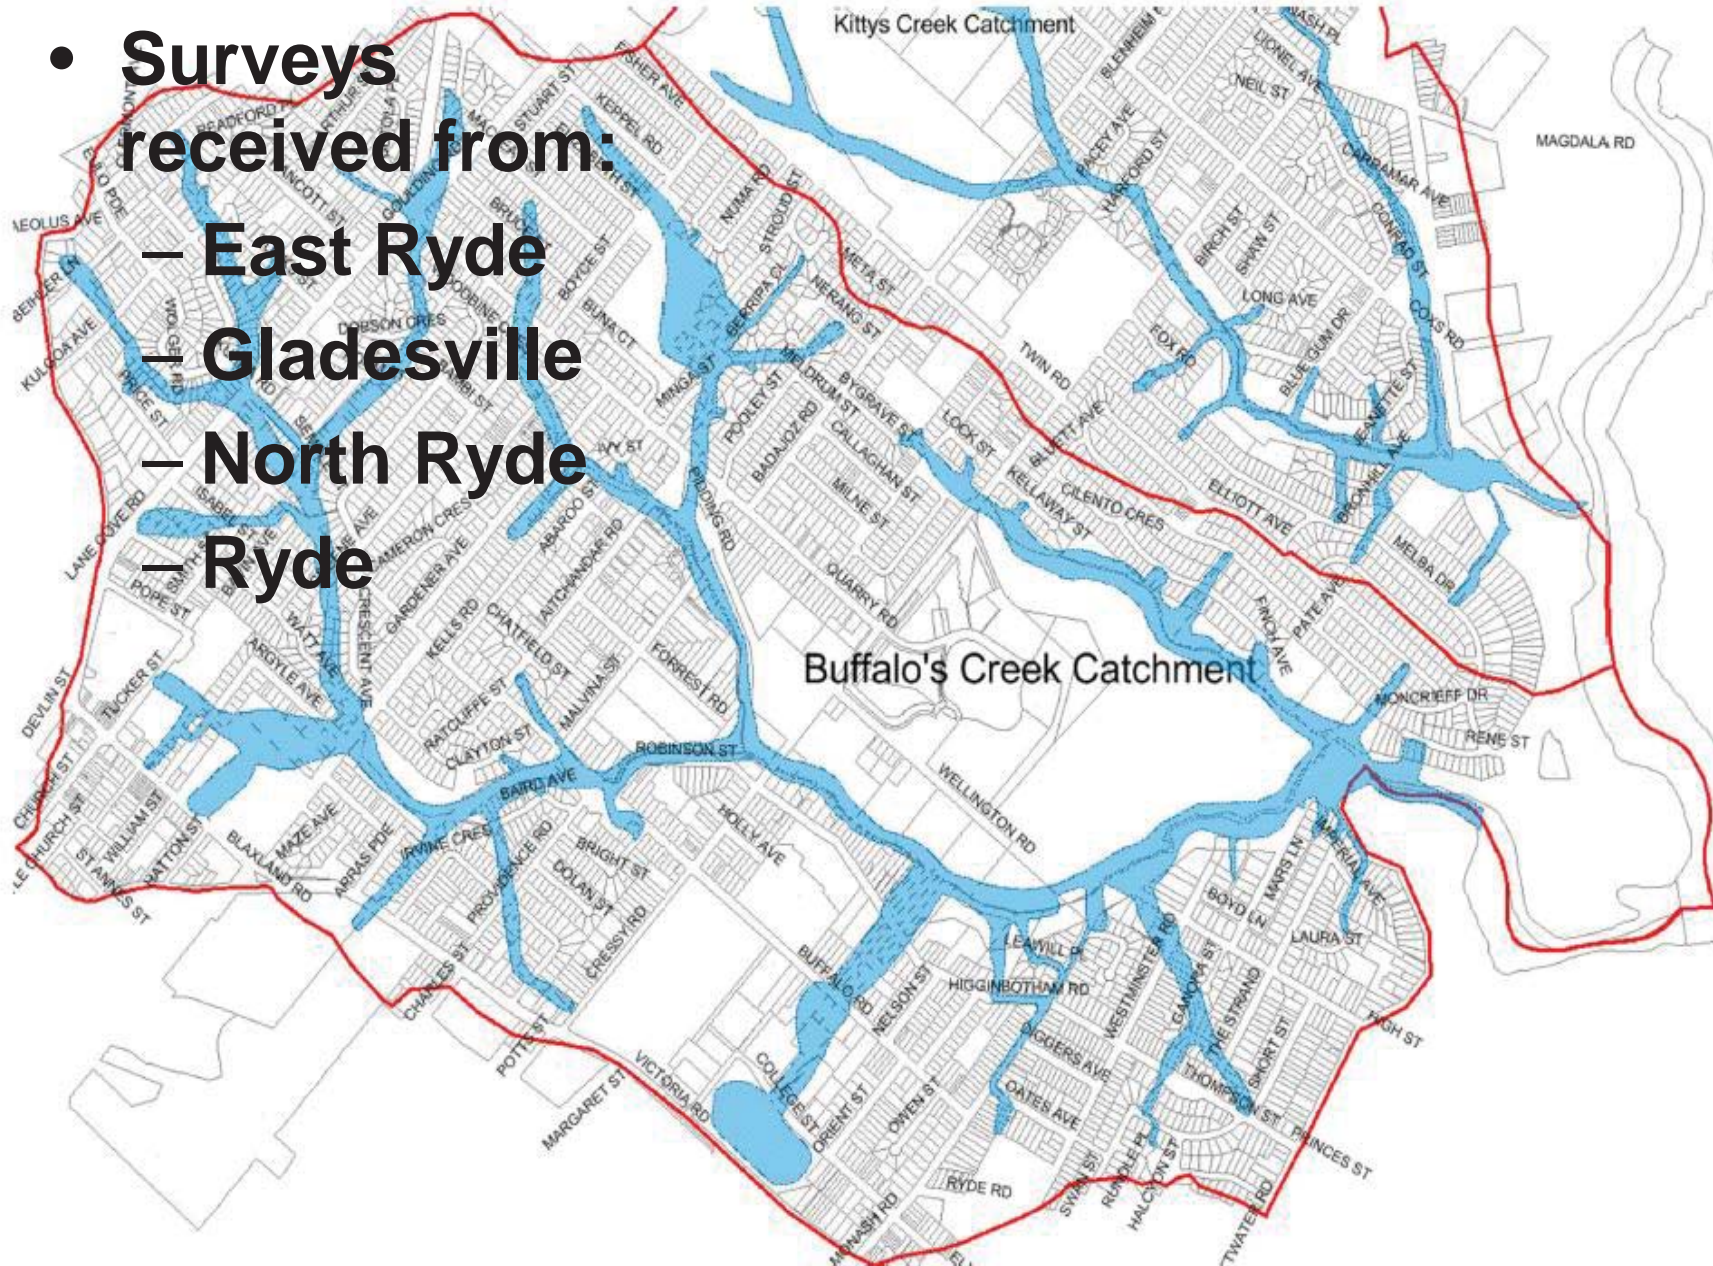 • Surveys
received from:
– East Ryde
– Gladesville
– North Ryde
– Ryde
Kittys Creek Catchment
Buffalo's Creek Catchment
MAGDALA RD
NASH PL
LIONEL AVE
NEIL ST
CARRAMAR AVE
CONRAD ST
COXS RD
PACEY AVE
HARFORD ST
BIRCH ST
SHAW ST
LONG AVE
FOX RD
BLUE GUM DR
JEANETTE ST
BRONHILL AVE
FISHER AVE
KEPPEL RD
STUART ST
NUMA RD
STROUD ST
META ST
NERANG ST
TWIN RD
BLUETT AVE
AEOLUS AVE
KULGOA AVE
PRICE ST
DOBSON CRES
BOYCE ST
BUNA CT
MINGA ST
POOLEY ST
MELDRUM ST
BYGRAVE ST
LOCK ST
BADAJOZ RD
CALLAGHAN ST
MILNE ST
KELLAWAY ST
CILENTO CRES
ELLIOTT AVE
MELBA DR
IVY ST
PIDDING RD
LANE COVE RD
POPE ST
CAMERON CRES
GARDENER AVE
ABAROO ST
AITCHANDAR RD
QUARRY RD
FINCH AVE
PATE AVE
WATT AVE
CRESCENT AVE
KELLS RD
CHATFIELD ST
ARGYLE AVE
DEVLIN ST
TUCKER ST
RATCLIFFE ST
MALVINA ST
FORREST RD
CLAYTON ST
ROBINSON ST
MONCRIEFF DR
RENE ST
CHURCH ST
WILLIAM ST
HATTON ST
ST ANNES ST
BLAXLAND RD
MAZE AVE
ARRAS PDE
BAIRD AVE
IRVINE CRES
PROVIDENCE RD
BRIGHT ST
DOLAN ST
HOLLY AVE
WELLINGTON RD
CRESSY RD
IMPERIAL AVE
MARS LN
BOYD LN
LAURA ST
CHARLES ST
POTTS ST
BUFFALO RD
NELSON ST
LEAWILL PL
HIGGINBOTHAM RD
WESTMINSTER RD
GANORA ST
THE STRAND
HIGH ST
MARGARET ST
VICTORIA RD
COLLEGE ST
ORIENT ST
OWEN ST
DIGGERS AVE
OATES AVE
THOMPSON ST
SHORT ST
PRINCES ST
MONASH RD
RYDE RD
SWAN ST
RUNDLE PL
HALCYON ST